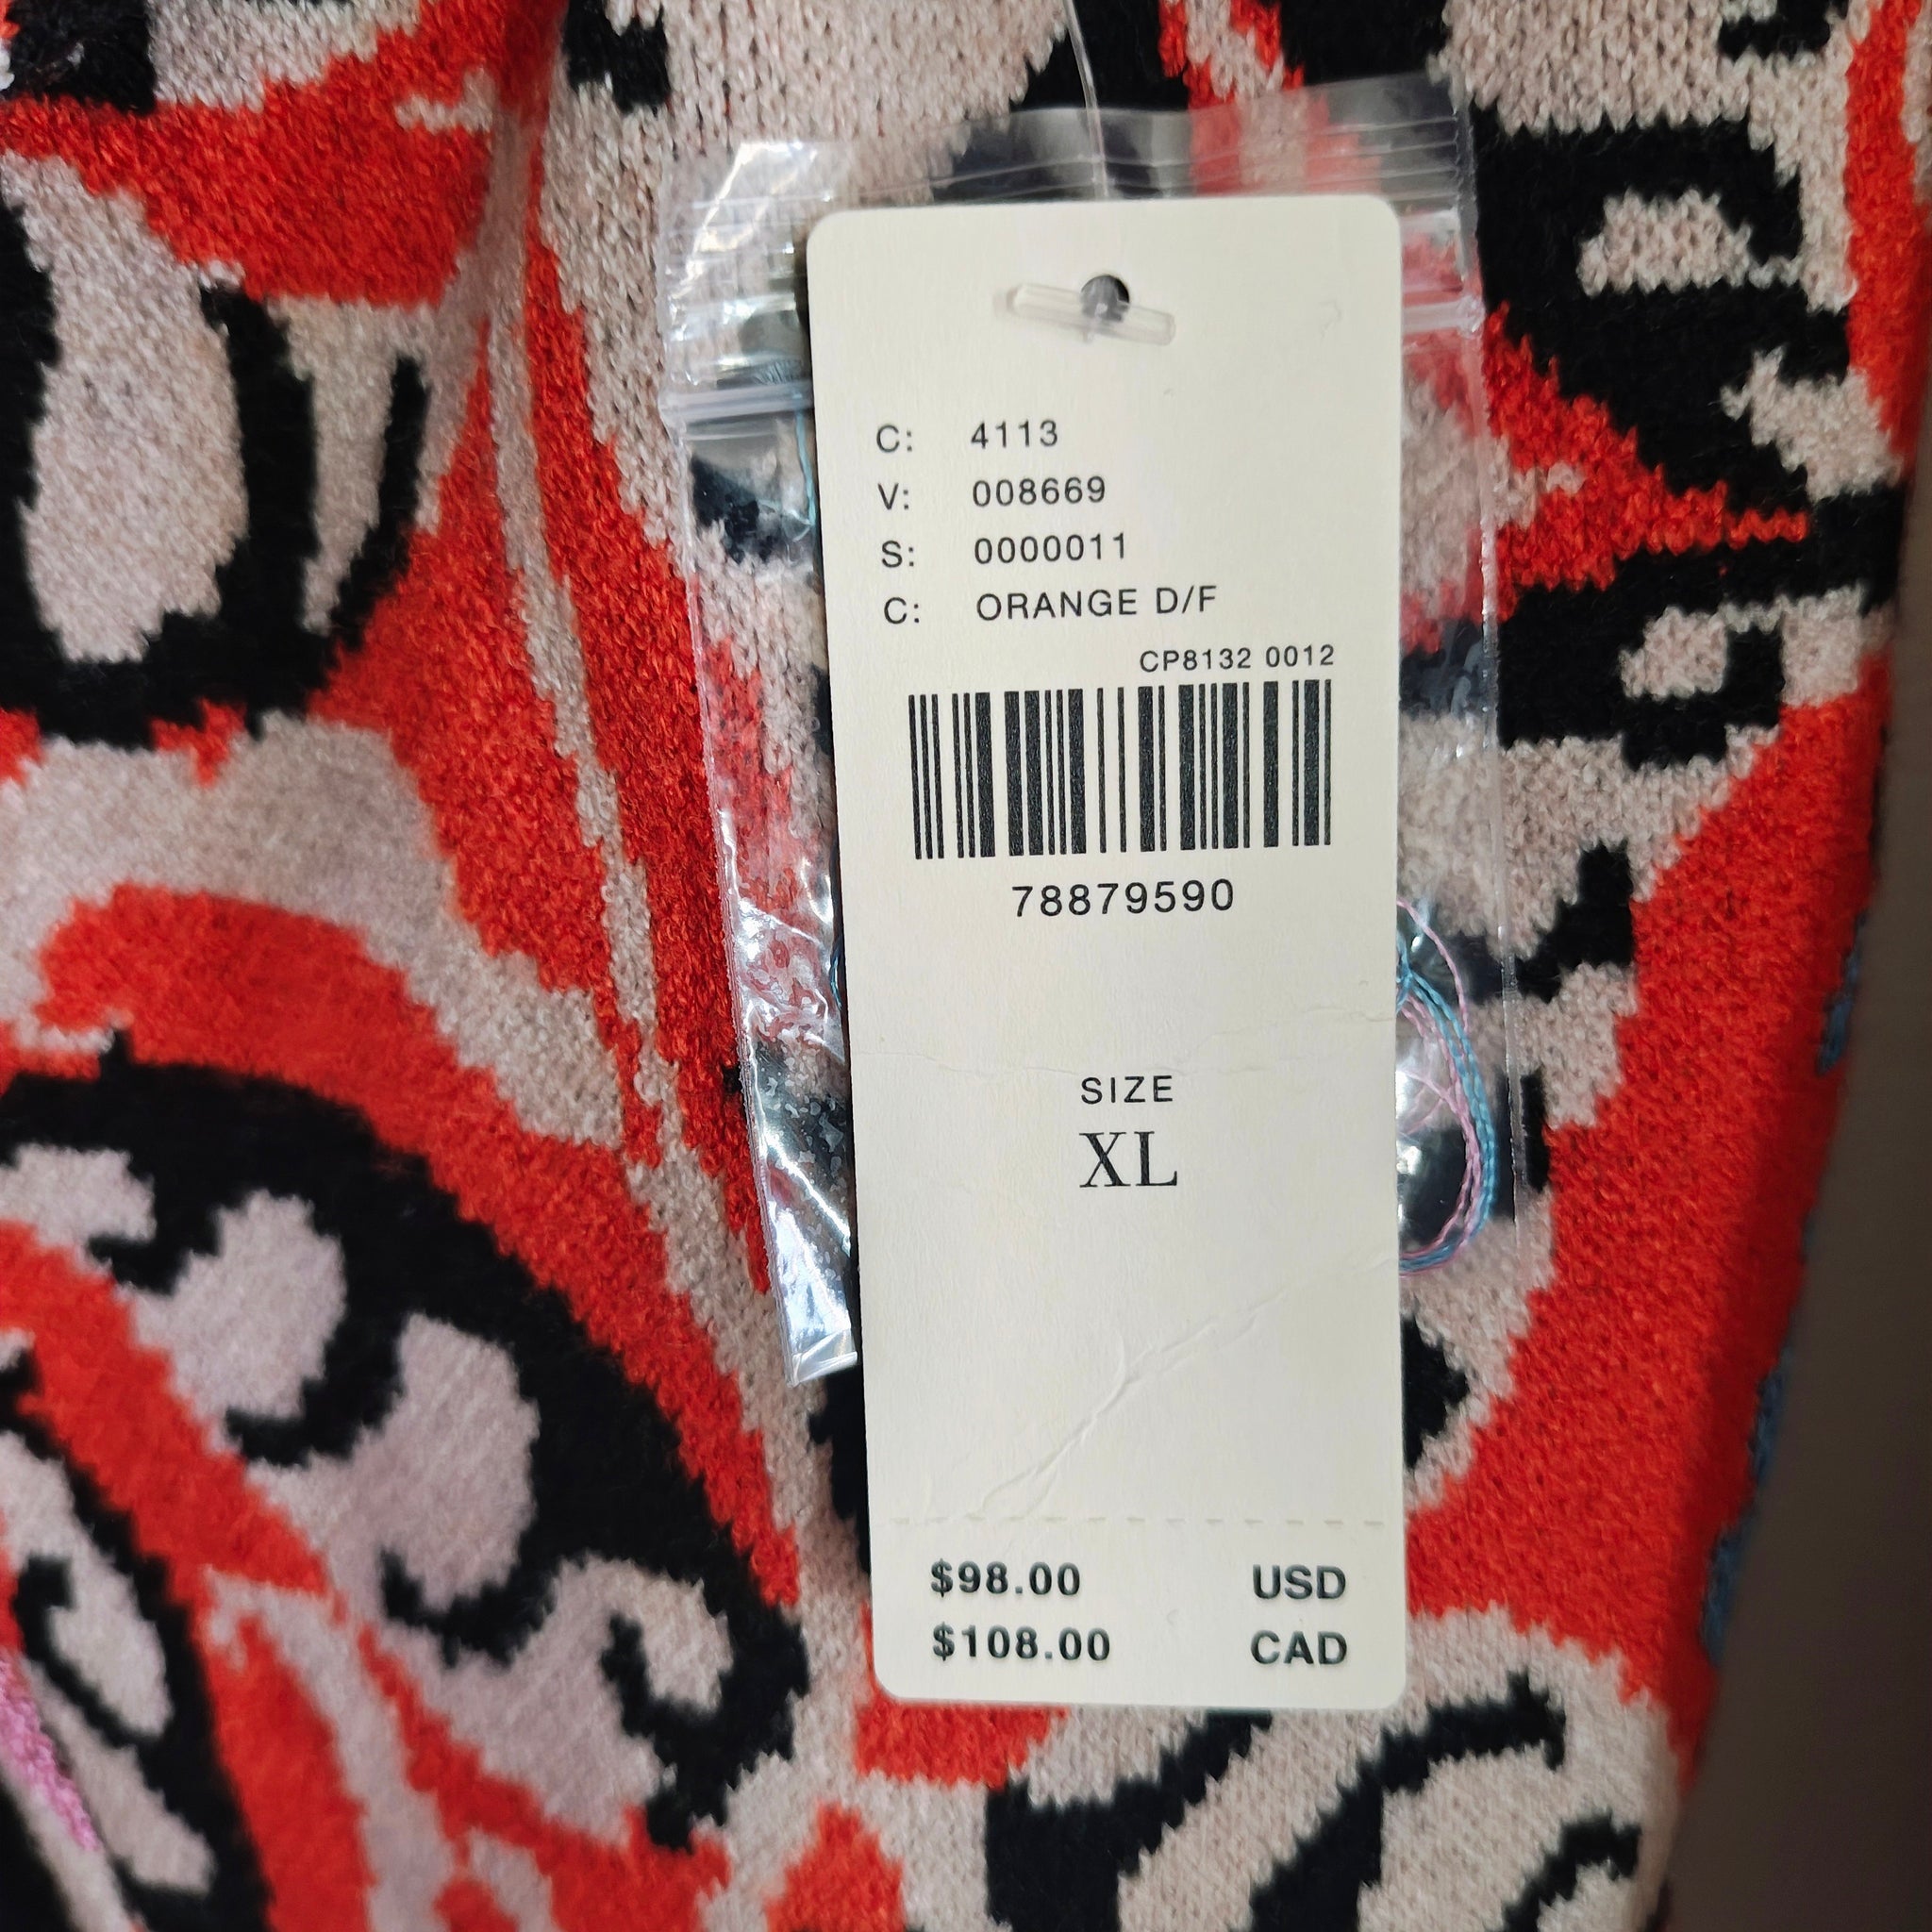 C: 4113
V: 008669
S: 0000011
C: ORANGE D/F
CP8132 0012
78879590
SIZE
XL
$98.00 USD
$108.00 CAD